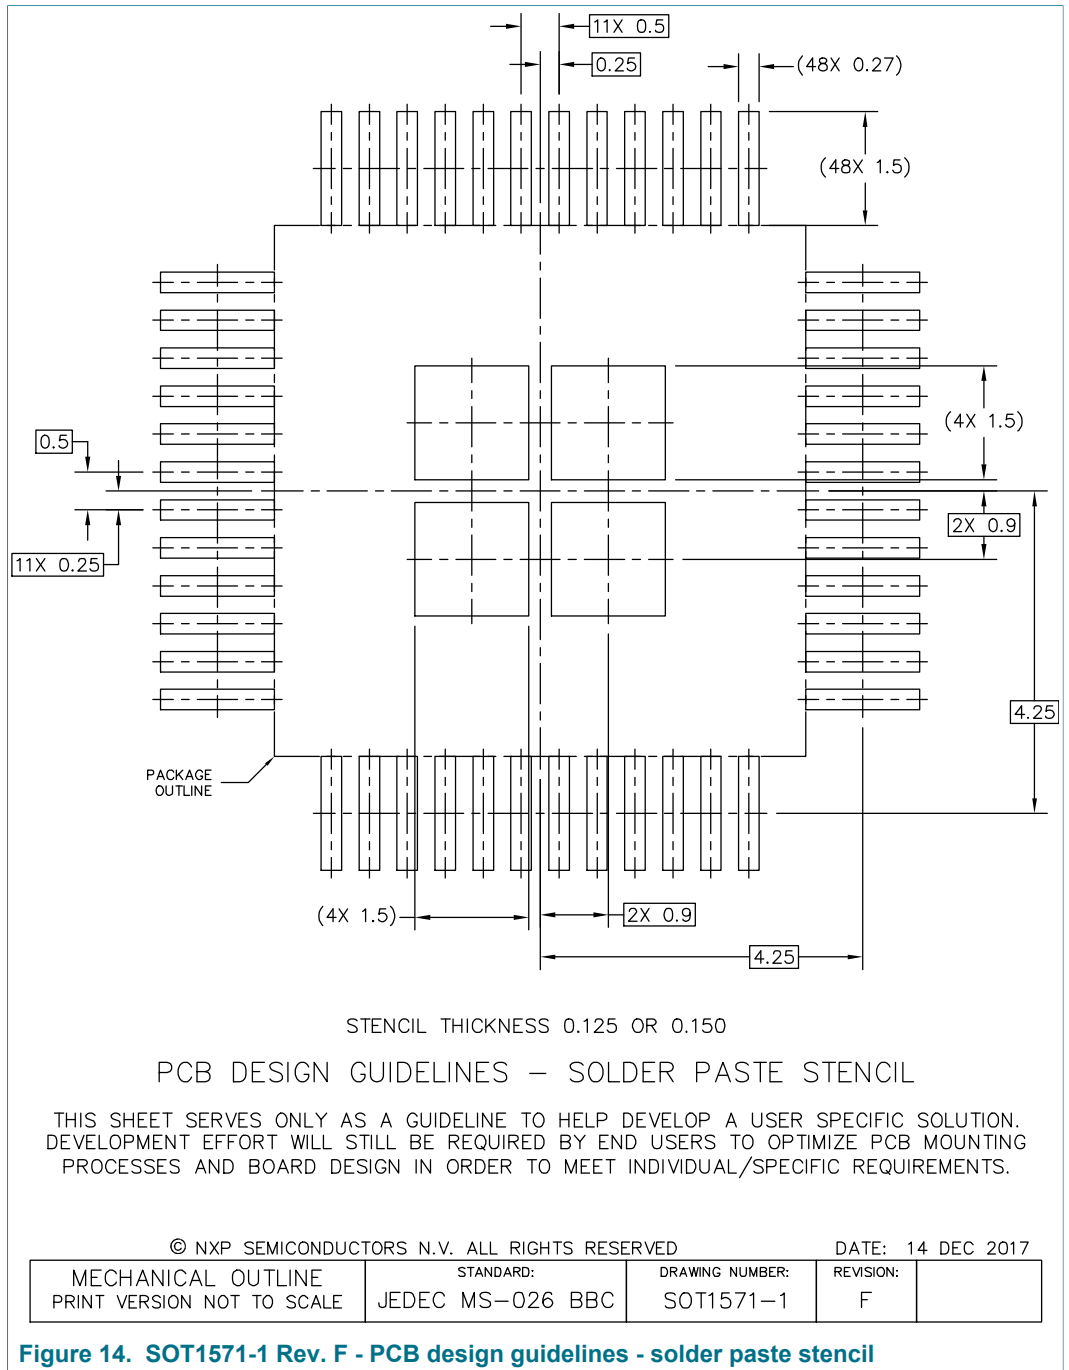 11X 0.5
0.25
(48X 0.27)
(48X 1.5)
0.5
(4X 1.5)
2X 0.9
11X 0.25
4.25
PACKAGE
OUTLINE
(4X 1.5)
2X 0.9
4.25
STENCIL THICKNESS 0.125 OR 0.150
PCB DESIGN GUIDELINES – SOLDER PASTE STENCIL
THIS SHEET SERVES ONLY AS A GUIDELINE TO HELP DEVELOP A USER SPECIFIC SOLUTION.
DEVELOPMENT EFFORT WILL STILL BE REQUIRED BY END USERS TO OPTIMIZE PCB MOUNTING
PROCESSES AND BOARD DESIGN IN ORDER TO MEET INDIVIDUAL/SPECIFIC REQUIREMENTS.
© NXP SEMICONDUCTORS N.V. ALL RIGHTS RESERVED
DATE: 14 DEC 2017
MECHANICAL OUTLINE
PRINT VERSION NOT TO SCALE
STANDARD:
JEDEC MS-026 BBC
DRAWING NUMBER:
SOT1571-1
REVISION:
F
Figure 14. SOT1571-1 Rev. F - PCB design guidelines - solder paste stencil